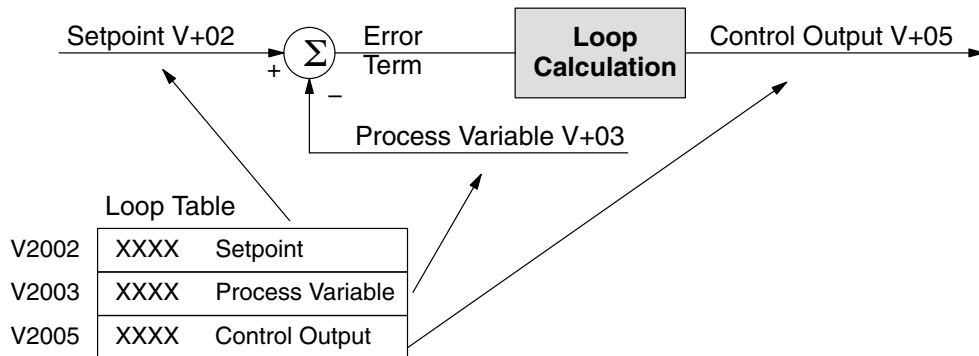 Setpoint V+02
+
Σ
−
Error
Term
Loop
Calculation
Control Output V+05
Process Variable V+03
Loop Table
V2002 XXXX Setpoint
V2003 XXXX Process Variable
V2005 XXXX Control Output